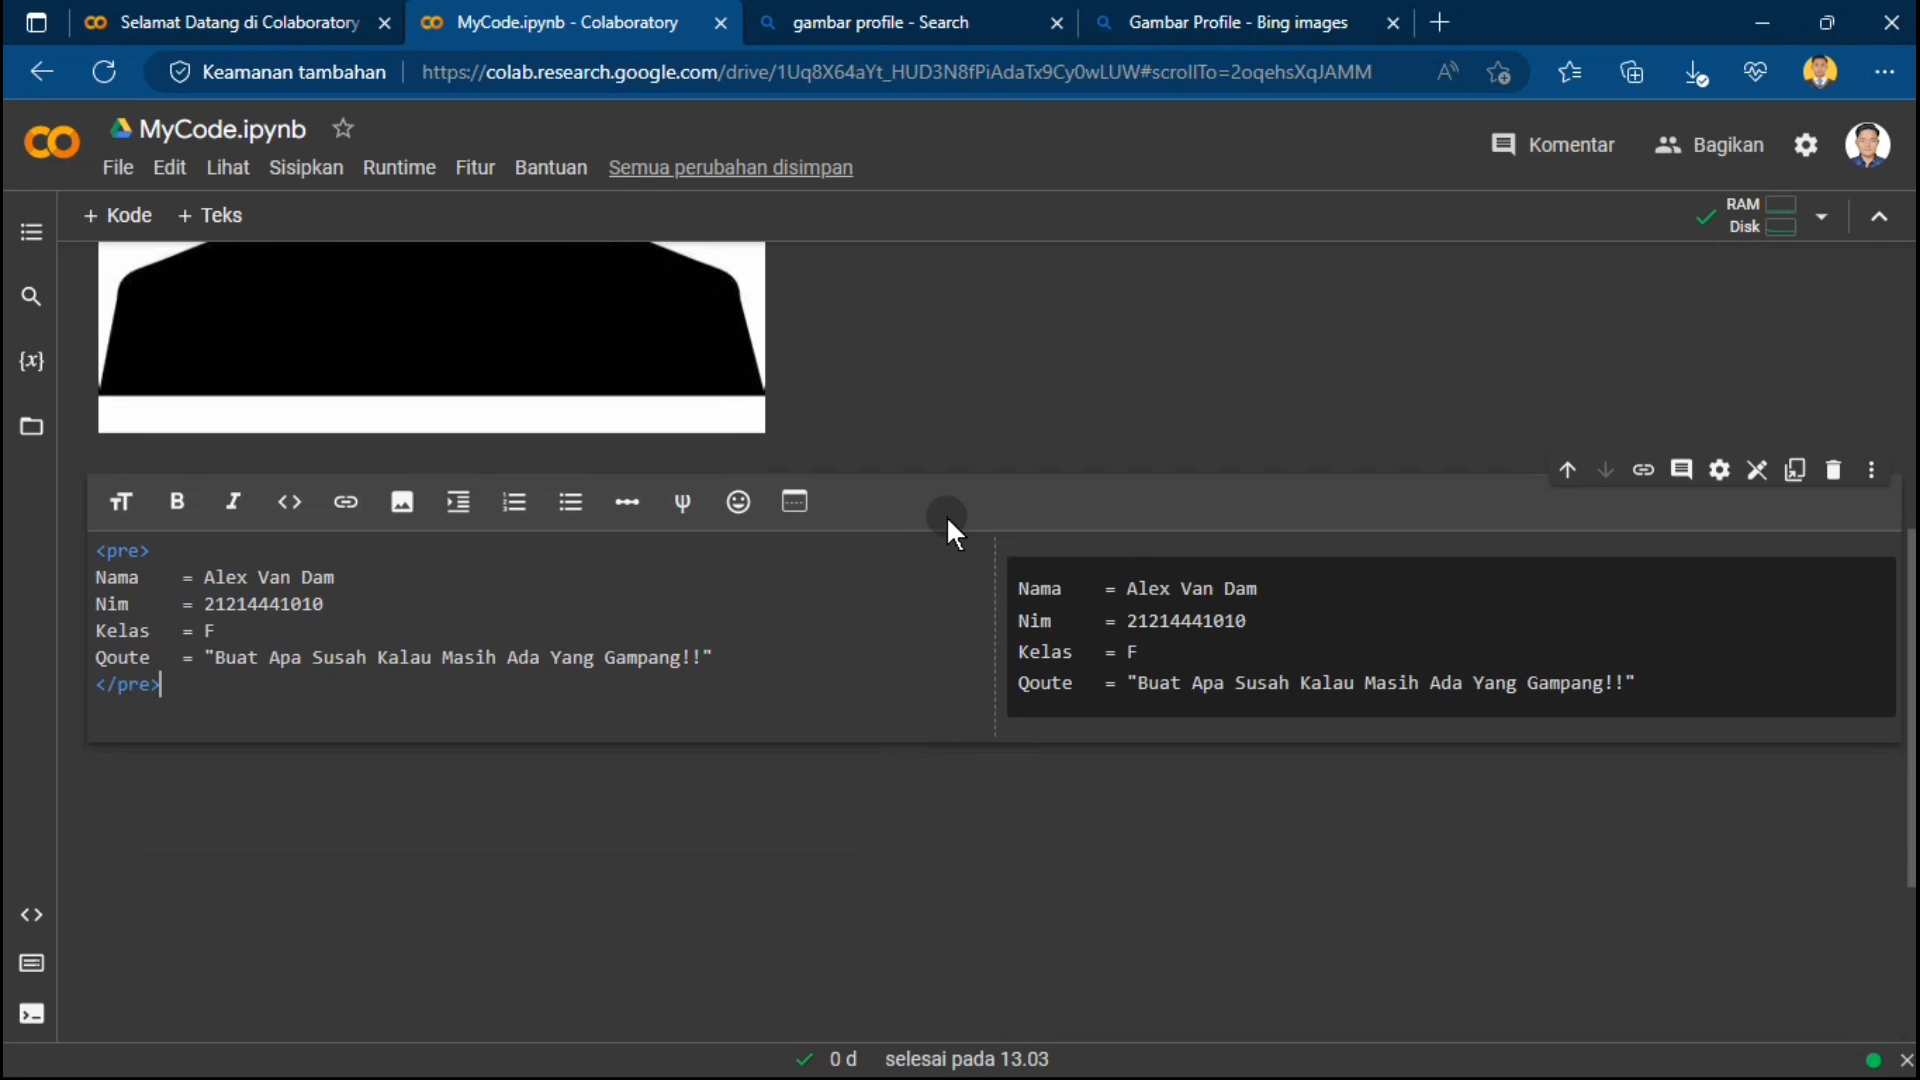 Selamat Datang di Colaboratory
MyCode.ipynb - Colaboratory
gambar profile - Search
Gambar Profile - Bing images
Keamanan tambahan
https://colab.research.google.com/drive/1Uq8X64aYt_HUD3N8fPiAdaTx9Cy0wLUW#scrollTo=2oqehsXqJAMM
MyCode.ipynb
File Edit Lihat Sisipkan Runtime Fitur Bantuan Semua perubahan disimpan
Komentar
Bagikan
+ Kode + Teks
RAM
Disk
<pre>
Nama = Alex Van Dam
Nim = 21214441010
Kelas = F
Qoute = "Buat Apa Susah Kalau Masih Ada Yang Gampang!!"
</pre>
Nama = Alex Van Dam
Nim = 21214441010
Kelas = F
Qoute = "Buat Apa Susah Kalau Masih Ada Yang Gampang!!"
0 d selesai pada 13.03